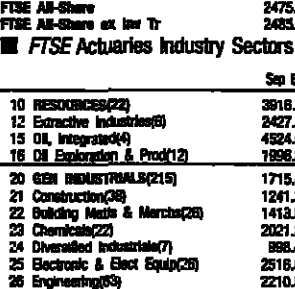 FTSE All-Share 2475.
FTSE All-Share ex Inv Tr 2485.
FTSE Actuaries Industry Sectors
Sep
10 RESOURCES(22) 3916.
12 Extractive Industries(6) 2427.
15 Oil, Integrated(4) 4524.
16 Oil Exploration & Prod(12) 1996.
20 GEN INDUSTRIALS(215) 1715.
21 Construction(38) 1241.
22 Building Matls & Merchs(28) 1413.
23 Chemicals(22) 2021.
24 Diversified Industrials(7) 998.
25 Electronic & Elect Equip(26) 2516.
26 Engineering(63) 2210.